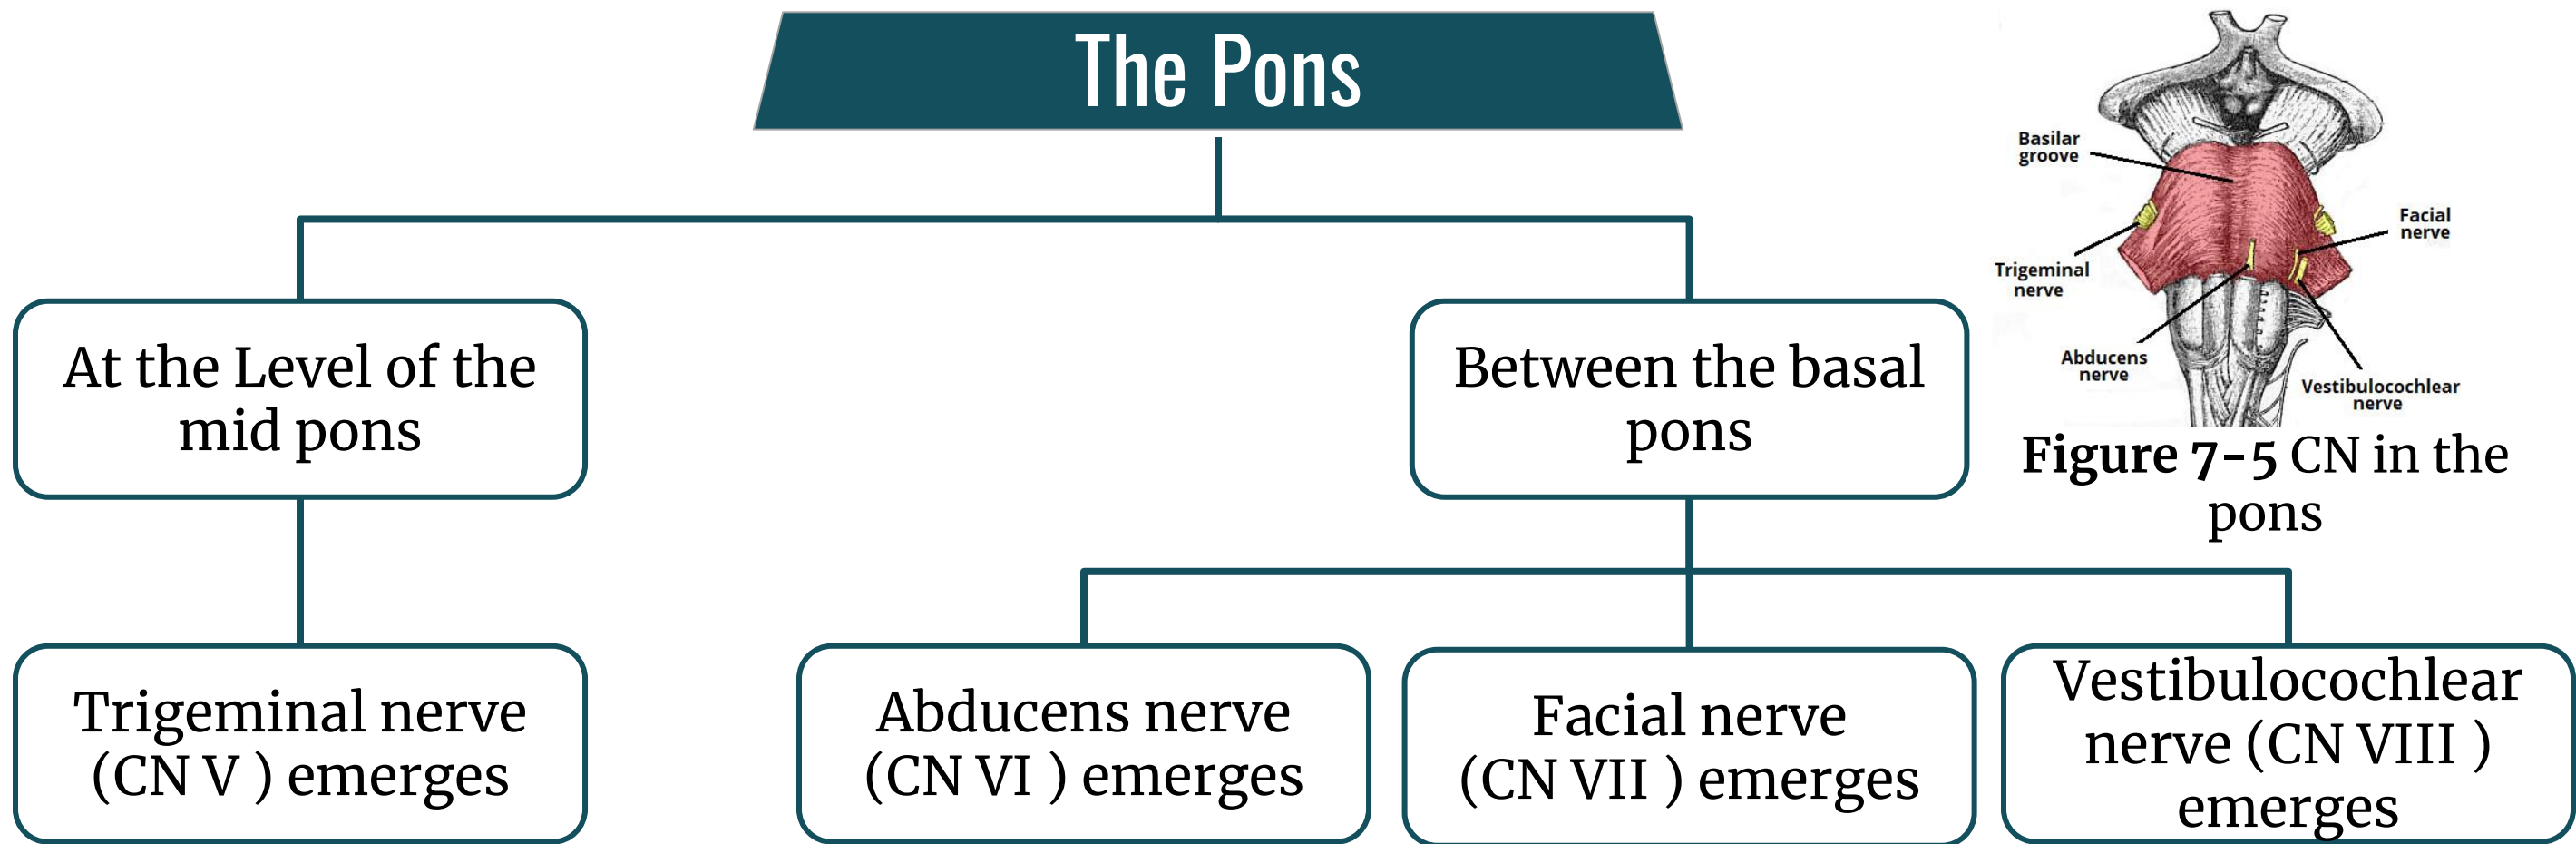 The Pons
At the Level of the
mid pons
Between the basal
pons
Trigeminal nerve
(CN V ) emerges
Abducens nerve
(CN VI ) emerges
Facial nerve
(CN VII ) emerges
Vestibulocochlear
nerve (CN VIII )
emerges
Basilar
groove
Facial
nerve
Trigeminal
nerve
Abducens
nerve
Vestibulocochlear
nerve
Figure 7-5 CN in the
pons